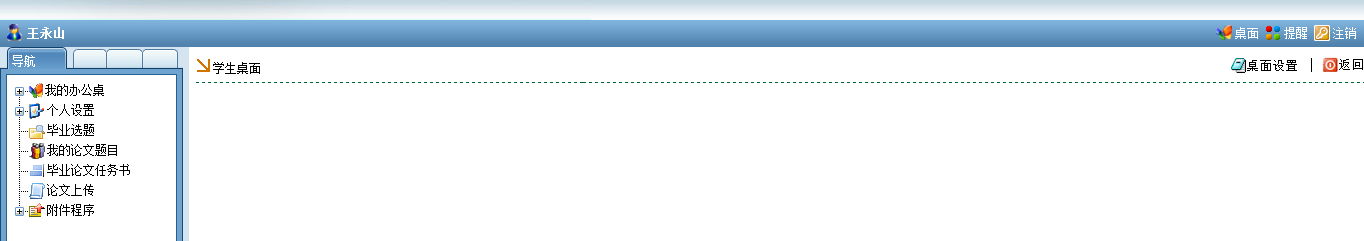 王永山
桌面 提醒 注销
导航
学生桌面
桌面设置 | 返回
我的办公桌
个人设置
毕业选题
我的论文题目
毕业论文任务书
论文上传
附件程序